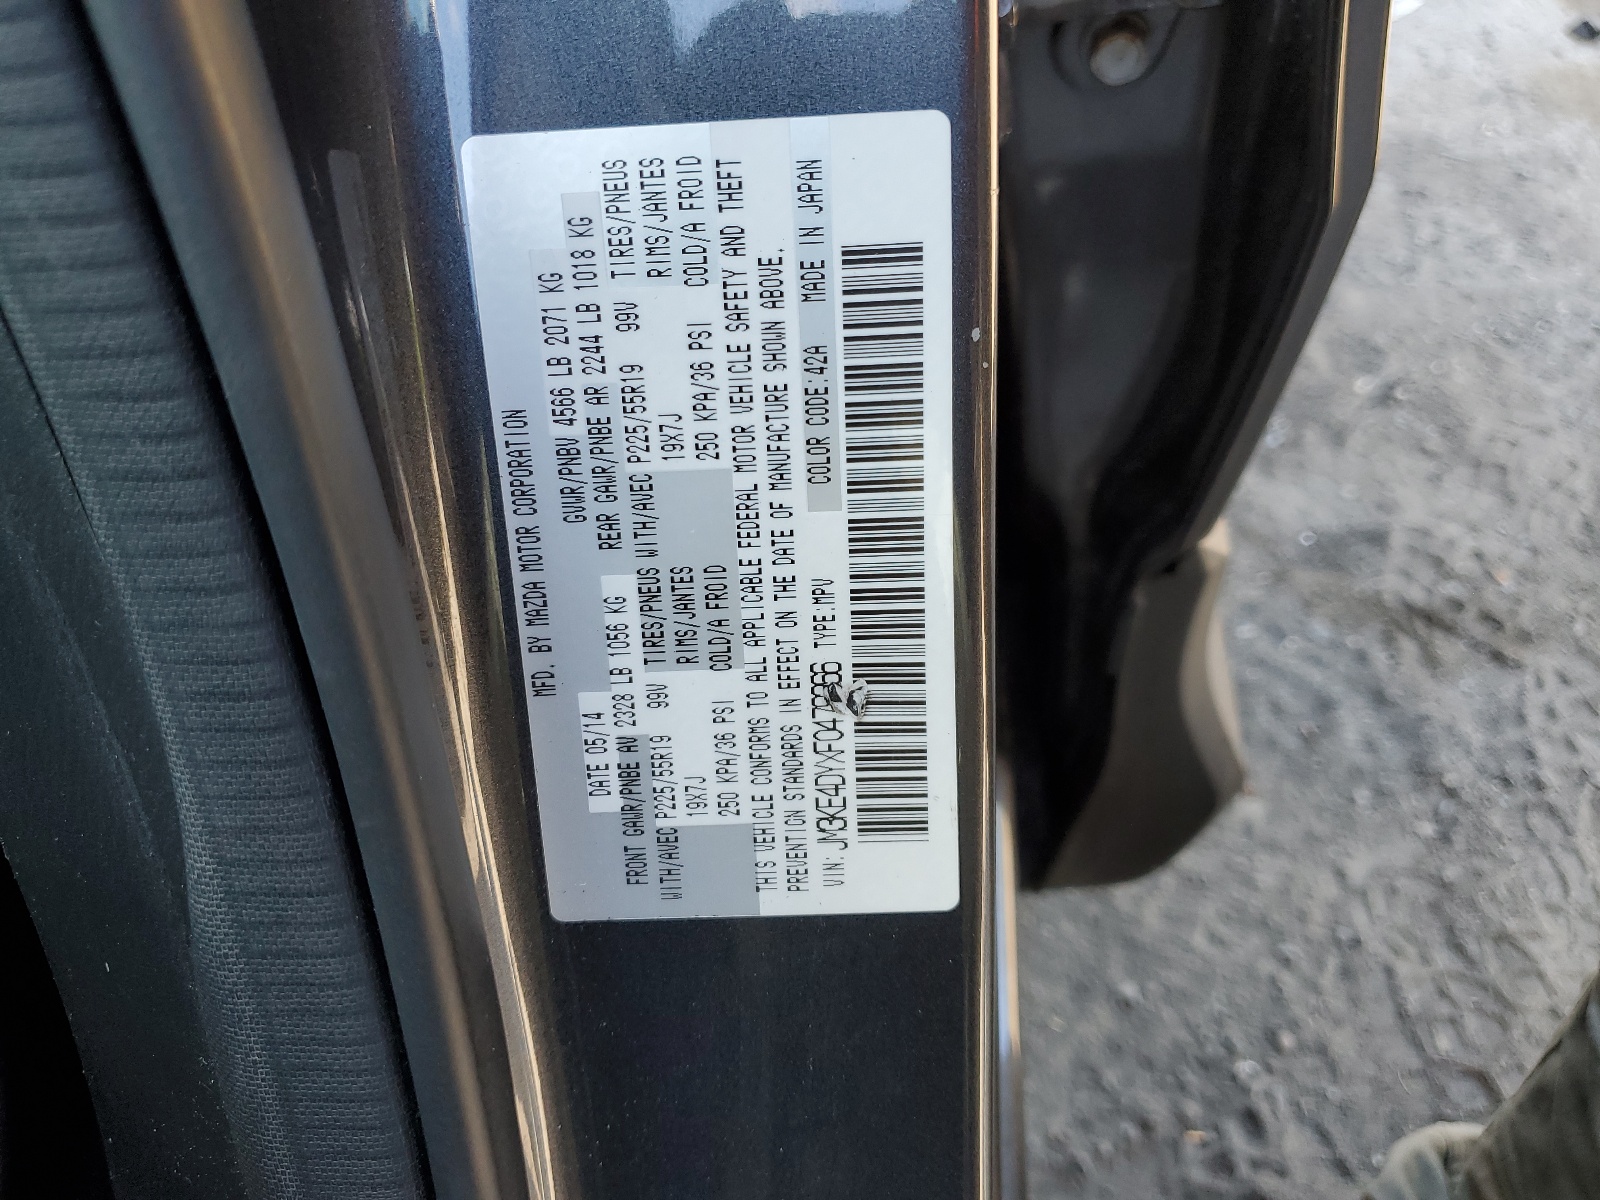 MFD. BY MAZDA MOTOR CORPORATION
DATE 05/14 GVWR/PNBV 4566 LB 2071 KG
FRONT GAWR/PNBE AV 2328 LB 1056 KG REAR GAWR/PNBE AR 2244 LB 1018 KG
WITH/AVEC P225/55R19 99V TIRES/PNEUS WITH/AVEC P225/55R19 99V TIRES/PNEUS
19X7J RIMS/JANTES 19X7J RIMS/JANTES
250 KPA/36 PSI COLD/A FROID 250 KPA/36 PSI COLD/A FROID
THIS VEHICLE CONFORMS TO ALL APPLICABLE FEDERAL MOTOR VEHICLE SAFETY AND THEFT
PREVENTION STANDARDS IN EFFECT ON THE DATE OF MANUFACTURE SHOWN ABOVE.
VIN: JM3KE4DYXF0479366 TYPE:MPV COLOR CODE:42A MADE IN JAPAN